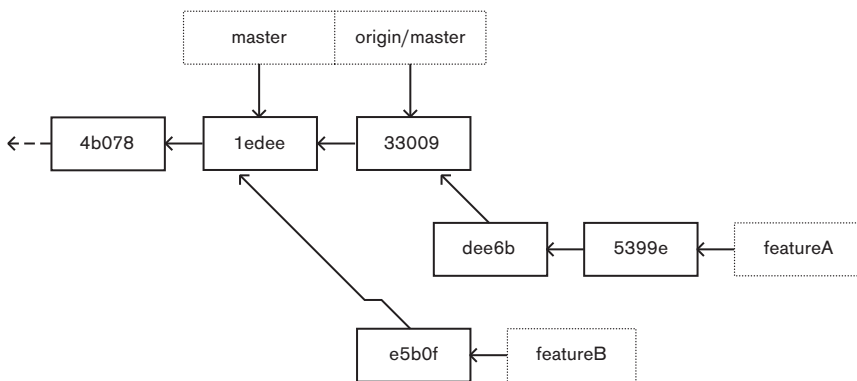 master
origin/master
4b078
1edee
33009
dee6b
5399e
featureA
e5b0f
featureB